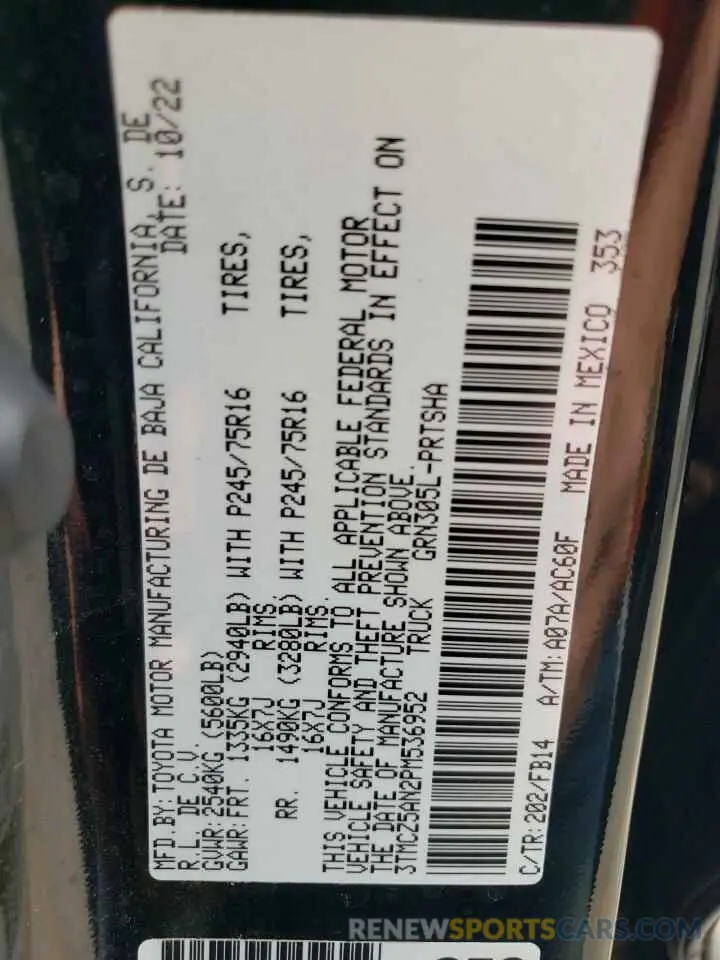 MFD.BY:TOYOTA MOTOR MANUFACTURING DE BAJA CALIFORNIA, S. DE
R.L. DE C.V. DATE: 10/22
GVWR:2540KG (5600LB)
GAWR:FRT. 1335KG (2940LB) WITH P245/75R16 TIRES,
16X7J RIMS.
RR. 1490KG (3280LB) WITH P245/75R16 TIRES,
16X7J RIMS.
THIS VEHICLE CONFORMS TO ALL APPLICABLE FEDERAL MOTOR
VEHICLE SAFETY AND THEFT PREVENTION STANDARDS IN EFFECT ON
THE DATE OF MANUFACTURE SHOWN ABOVE.
3TMCZ5AN2PM536952 TRUCK GRN305L-PRTSHA
C/TR:202/FB14 A/TM:A07A/AC60F MADE IN MEXICO 353
RENEWSPORTSCARS.COM